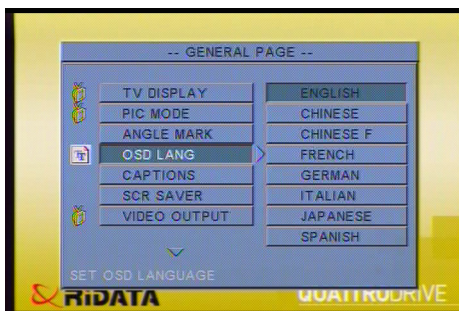 -- GENERAL PAGE --
TV DISPLAY
PIC MODE
ANGLE MARK
OSD LANG
CAPTIONS
SCR SAVER
VIDEO OUTPUT
ENGLISH
CHINESE
CHINESE F
FRENCH
GERMAN
ITALIAN
JAPANESE
SPANISH
SET OSD LANGUAGE
RiDATA
QUATTRODRIVE